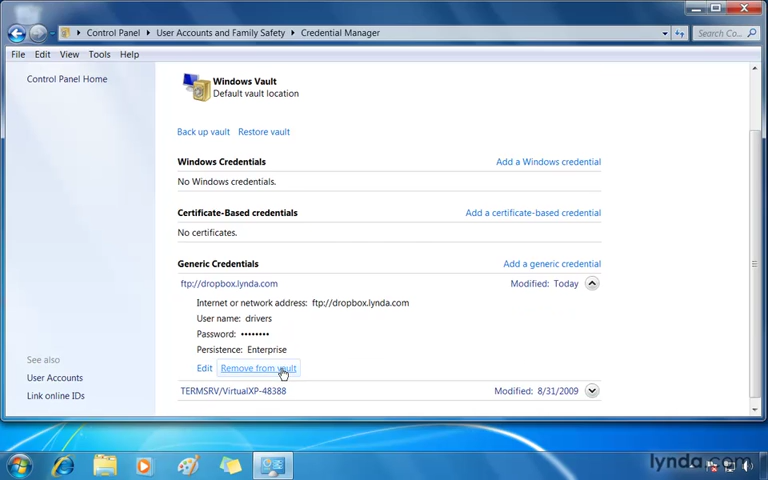 Control Panel User Accounts and Family Safety Credential Manager
Search Co...
File Edit View Tools Help
Control Panel Home
Windows Vault
Default vault location
Back up vault Restore vault
Windows Credentials Add a Windows credential
No Windows credentials.
Certificate-Based credentials Add a certificate-based credential
No certificates.
Generic Credentials Add a generic credential
ftp://dropbox.lynda.com Modified: Today
Internet or network address: ftp://dropbox.lynda.com
User name: drivers
Password: ••••••••
Persistence: Enterprise
Edit Remove from vault
TERMSRV/VirtualXP-48388 Modified: 8/31/2009
See also
User Accounts
Link online IDs
lynda.com